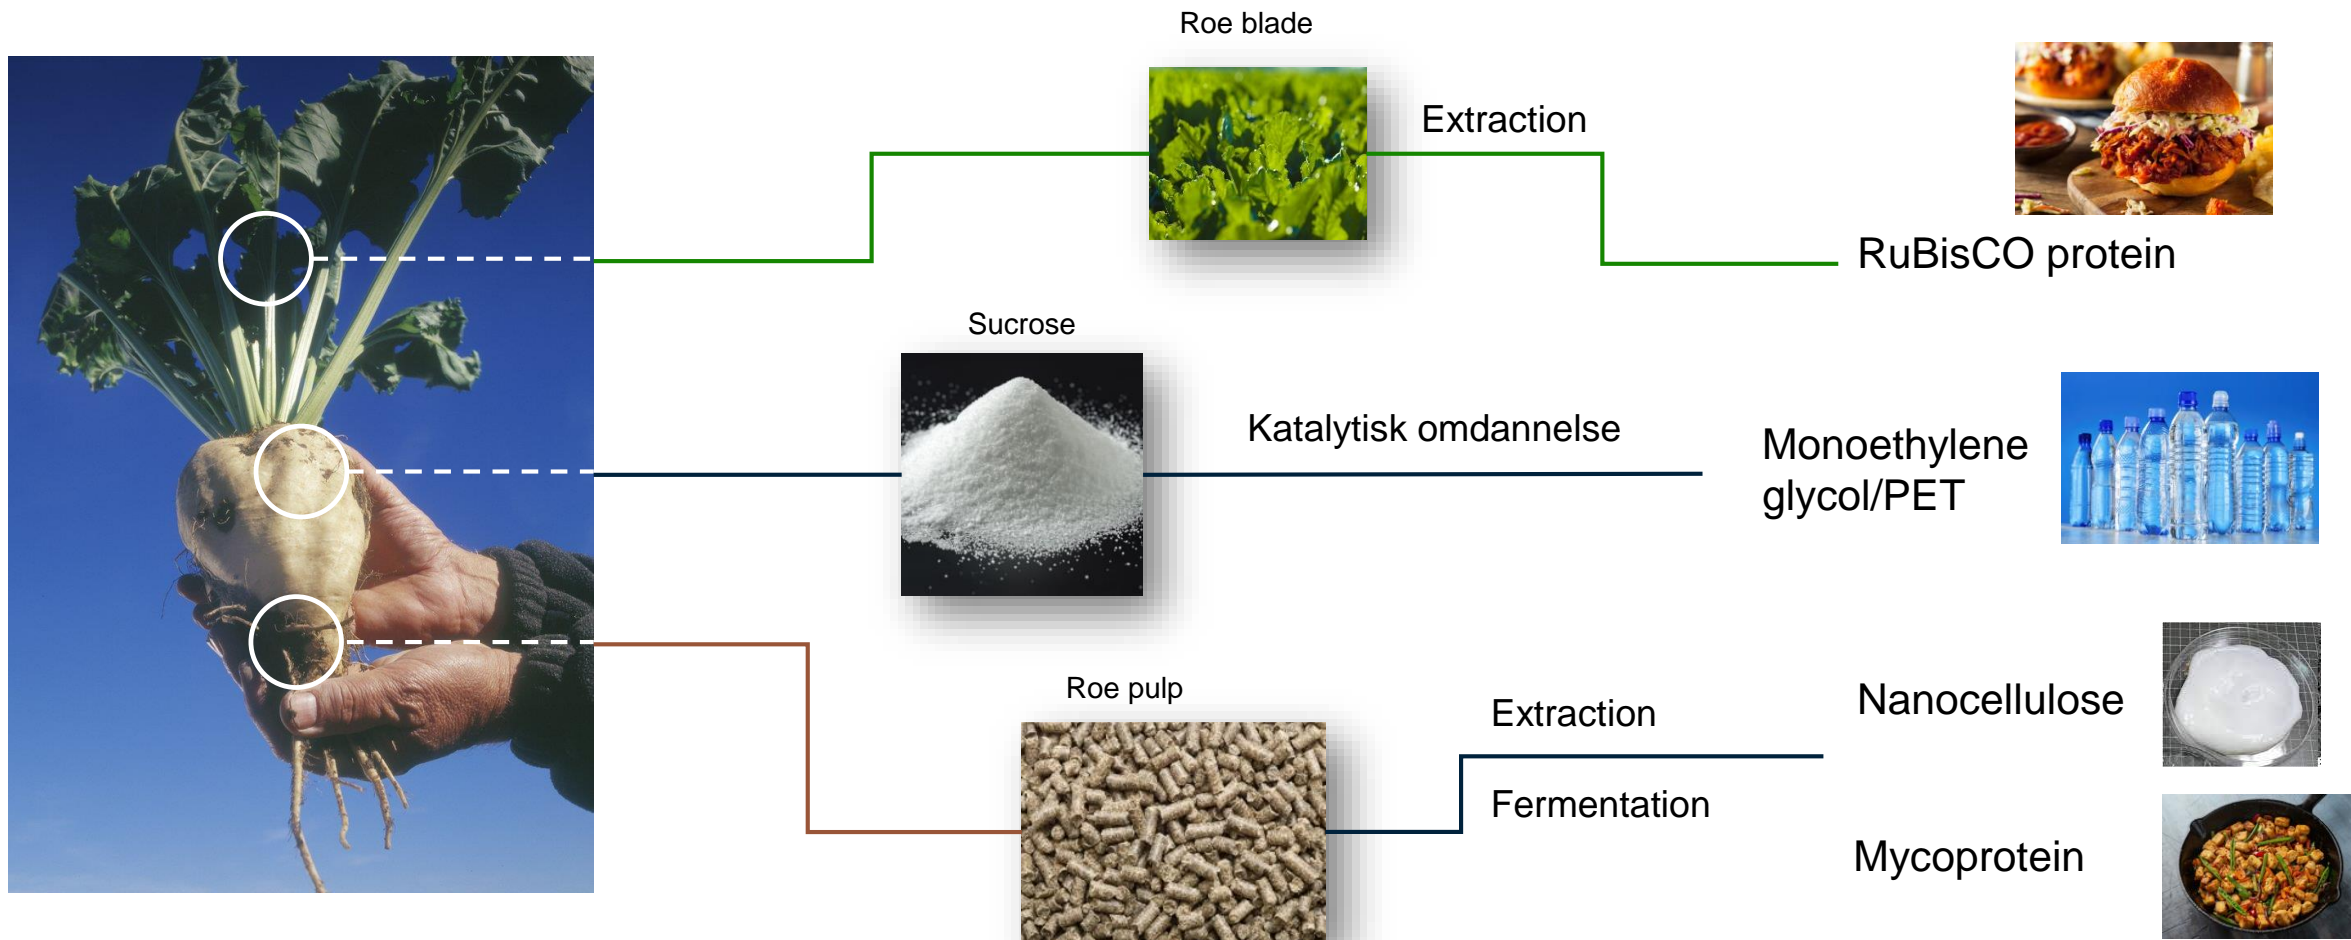 Roe blade
Extraction
RuBisCO protein
Sucrose
Katalytisk omdannelse
Monoethylene
glycol/PET
Roe pulp
Extraction
Nanocellulose
Fermentation
Mycoprotein